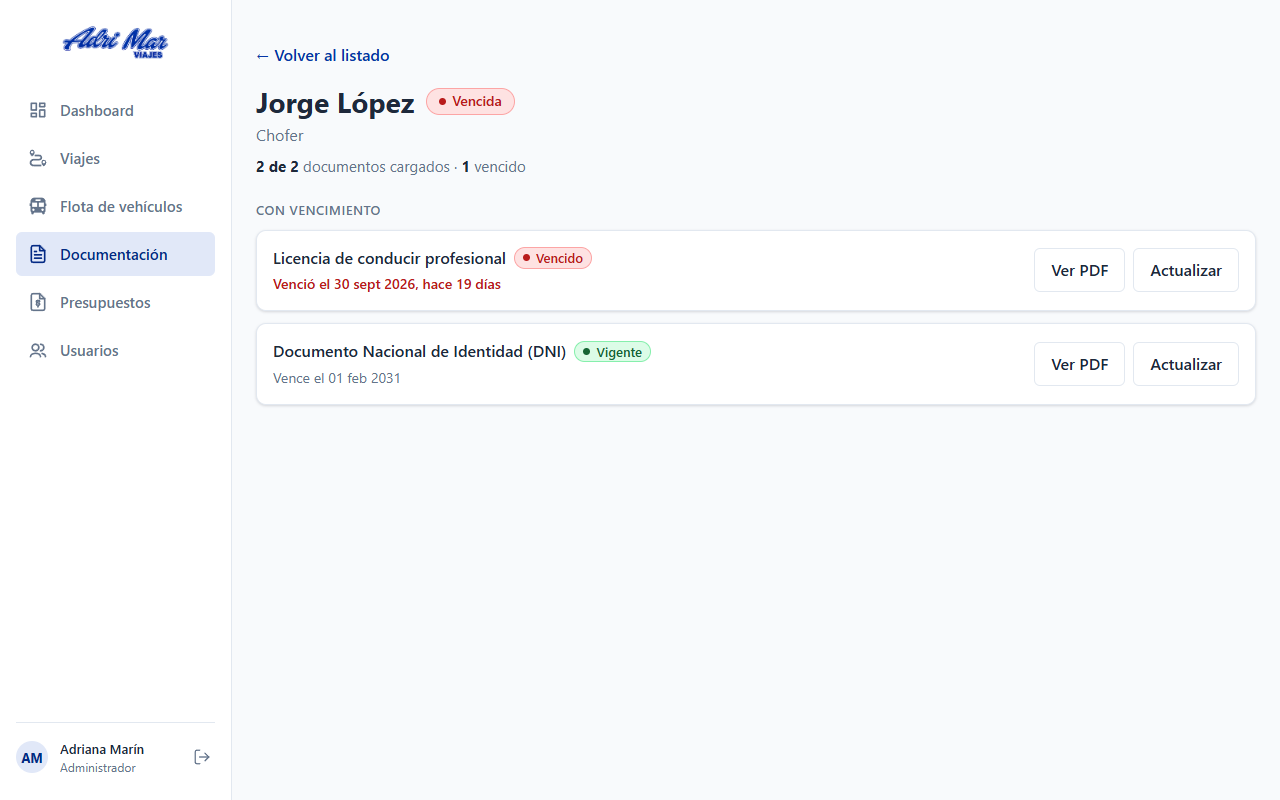 Adri Mar
VIAJES
Dashboard
Viajes
Flota de vehículos
Documentación
Presupuestos
Usuarios
AM
Adriana Marín
Administrador
← Volver al listado
Jorge López
Vencida
Chofer
2 de 2 documentos cargados · 1 vencido
CON VENCIMIENTO
Licencia de conducir profesional
Vencido
Venció el 30 sept 2026, hace 19 días
Ver PDF
Actualizar
Documento Nacional de Identidad (DNI)
Vigente
Vence el 01 feb 2031
Ver PDF
Actualizar